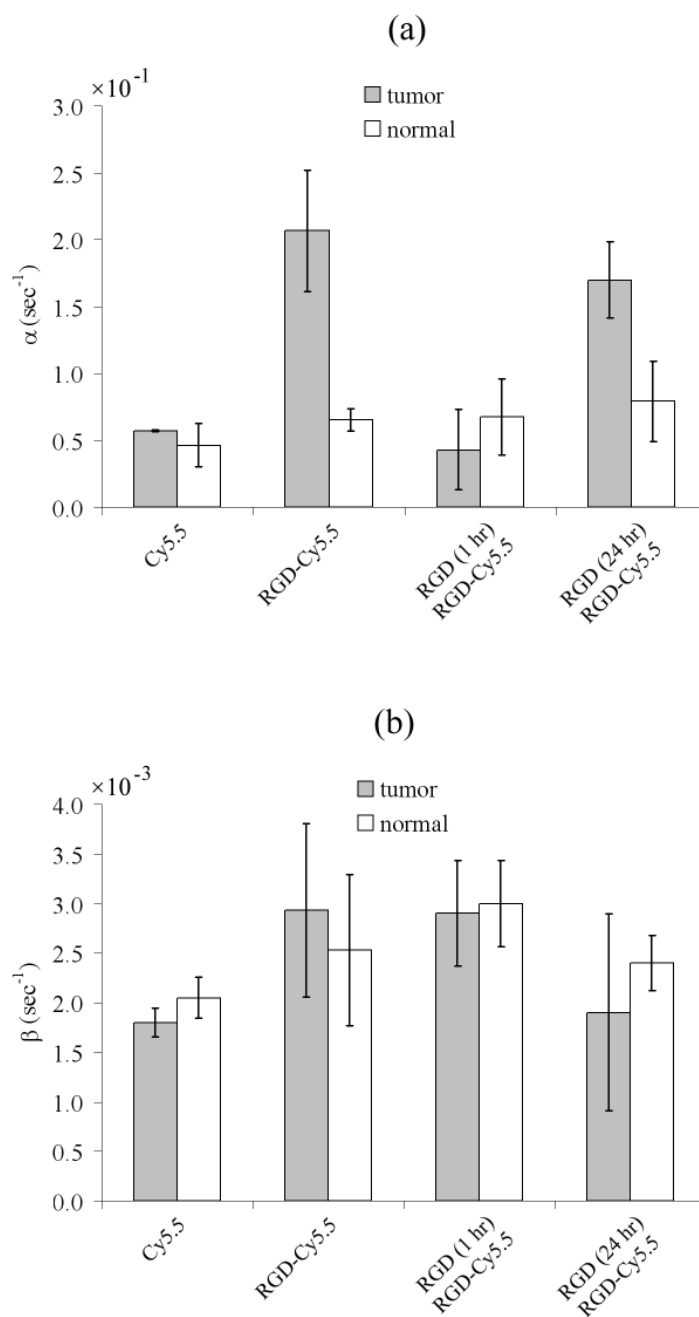 (a)
×10⁻¹
tumor
normal
3.0
2.5
2.0
1.5
1.0
0.5
0.0
α (sec⁻¹)
Cy5.5
RGD-Cy5.5
RGD (1 hr)
RGD-Cy5.5
RGD (24 hr)
RGD-Cy5.5
(b)
×10⁻³
tumor
normal
4.0
3.5
3.0
2.5
2.0
1.5
1.0
0.5
0.0
β (sec⁻¹)
Cy5.5
RGD-Cy5.5
RGD (1 hr)
RGD-Cy5.5
RGD (24 hr)
RGD-Cy5.5